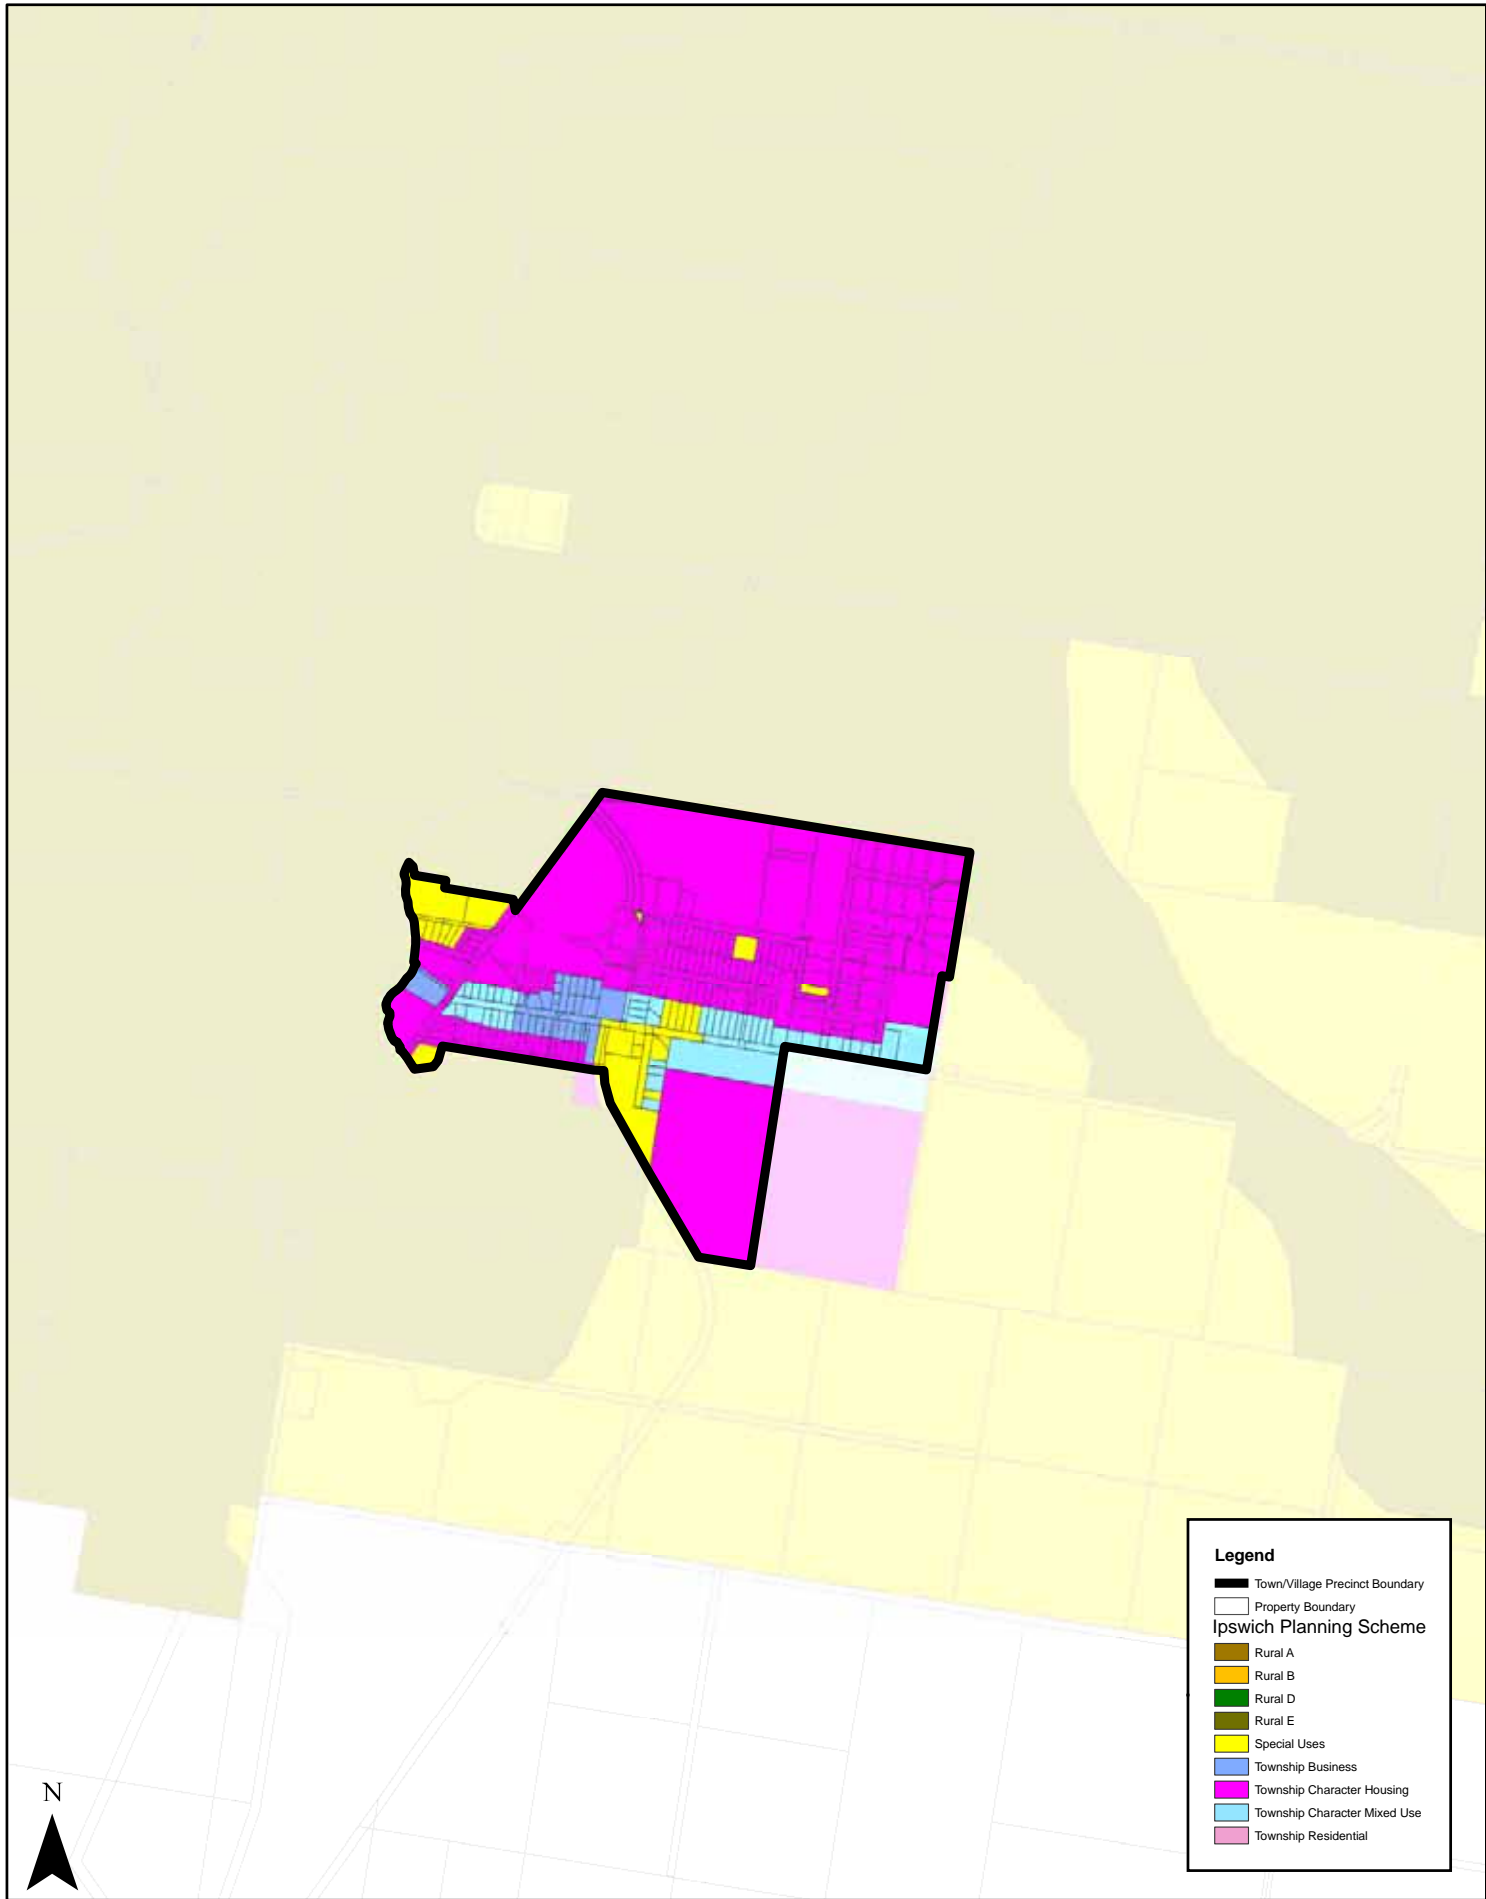 Legend
Town/Village Precinct Boundary
Property Boundary
Ipswich Planning Scheme
Rural A
Rural B
Rural D
Rural E
Special Uses
Township Business
Township Character Housing
Township Character Mixed Use
Township Residential
N